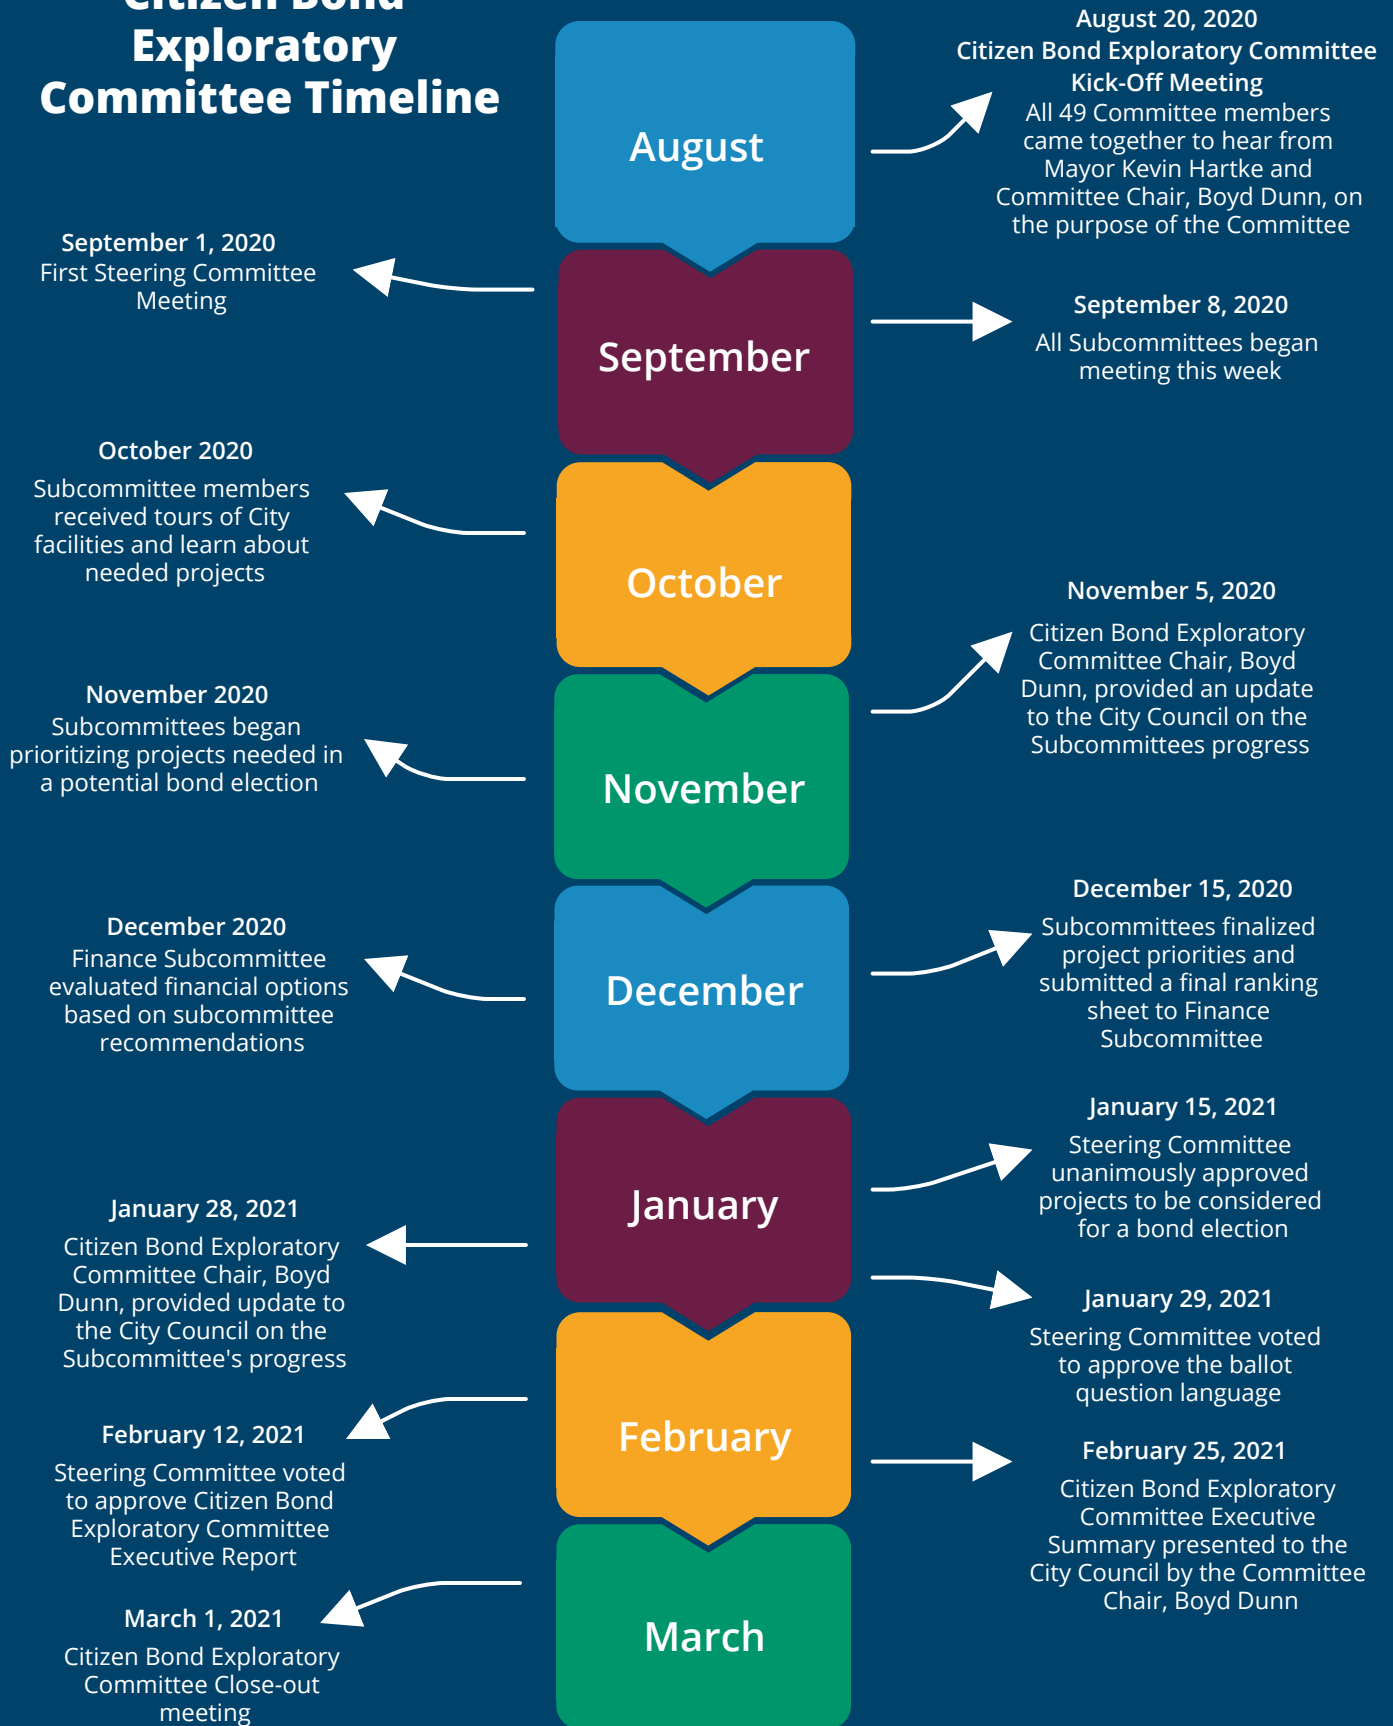 Citizen Bond
Exploratory
Committee Timeline
August
August 20, 2020
Citizen Bond Exploratory Committee
Kick-Off Meeting
All 49 Committee members
came together to hear from
Mayor Kevin Hartke and
Committee Chair, Boyd Dunn, on
the purpose of the Committee
September 1, 2020
First Steering Committee
Meeting
September
September 8, 2020
All Subcommittees began
meeting this week
October 2020
Subcommittee members
received tours of City
facilities and learn about
needed projects
October
November 5, 2020
Citizen Bond Exploratory
Committee Chair, Boyd
Dunn, provided an update
to the City Council on the
Subcommittees progress
November 2020
Subcommittees began
prioritizing projects needed in
a potential bond election
November
December 15, 2020
Subcommittees finalized
project priorities and
submitted a final ranking
sheet to Finance
Subcommittee
December 2020
Finance Subcommittee
evaluated financial options
based on subcommittee
recommendations
December
January 15, 2021
Steering Committee
unanimously approved
projects to be considered
for a bond election
January
January 28, 2021
Citizen Bond Exploratory
Committee Chair, Boyd
Dunn, provided update to
the City Council on the
Subcommittee's progress
January 29, 2021
Steering Committee voted
to approve the ballot
question language
February 12, 2021
Steering Committee voted
to approve Citizen Bond
Exploratory Committee
Executive Report
February
February 25, 2021
Citizen Bond Exploratory
Committee Executive
Summary presented to the
City Council by the Committee
Chair, Boyd Dunn
March 1, 2021
Citizen Bond Exploratory
Committee Close-out
meeting
March